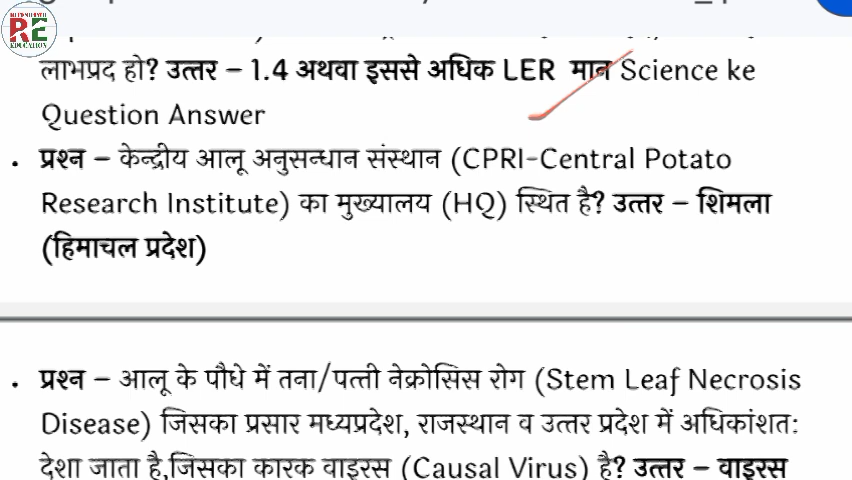 RE
EDUCATION
लाभप्रद हो? उत्तर – 1.4 अथवा इससे अधिक LER मान Science ke
Question Answer
• प्रश्न – केन्द्रीय आलू अनुसन्धान संस्थान (CPRI-Central Potato
Research Institute) का मुख्यालय (HQ) स्थित है? उत्तर – शिमला
(हिमाचल प्रदेश)
• प्रश्न – आलू के पौधे में तना/पत्ती नेक्रोसिस रोग (Stem Leaf Necrosis
Disease) जिसका प्रसार मध्यप्रदेश, राजस्थान व उत्तर प्रदेश में अधिकांशत:
देशा जाता है,जिसका कारक वाइरस (Causal Virus) है? उत्तर – वाइरस